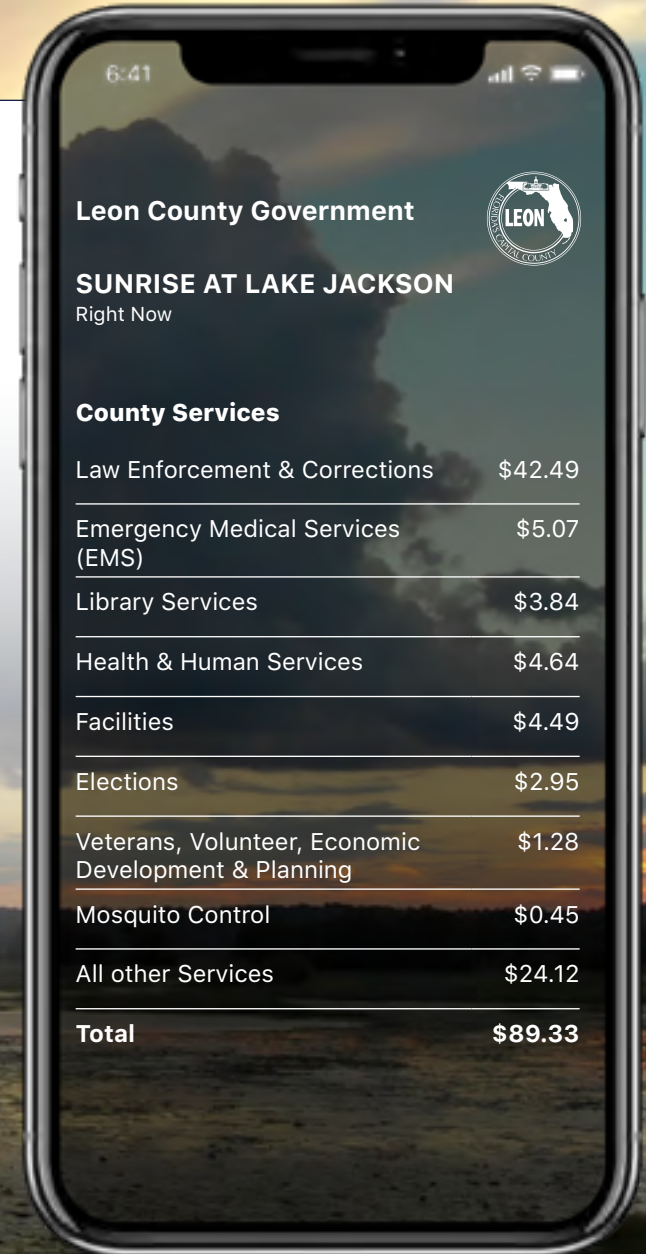 6:41
Leon County Government
LEON
FLORIDA'S CAPITAL COUNTY
SUNRISE AT LAKE JACKSON
Right Now
County Services
Law Enforcement & Corrections $42.49
Emergency Medical Services $5.07
(EMS)
Library Services $3.84
Health & Human Services $4.64
Facilities $4.49
Elections $2.95
Veterans, Volunteer, Economic $1.28
Development & Planning
Mosquito Control $0.45
All other Services $24.12
Total $89.33